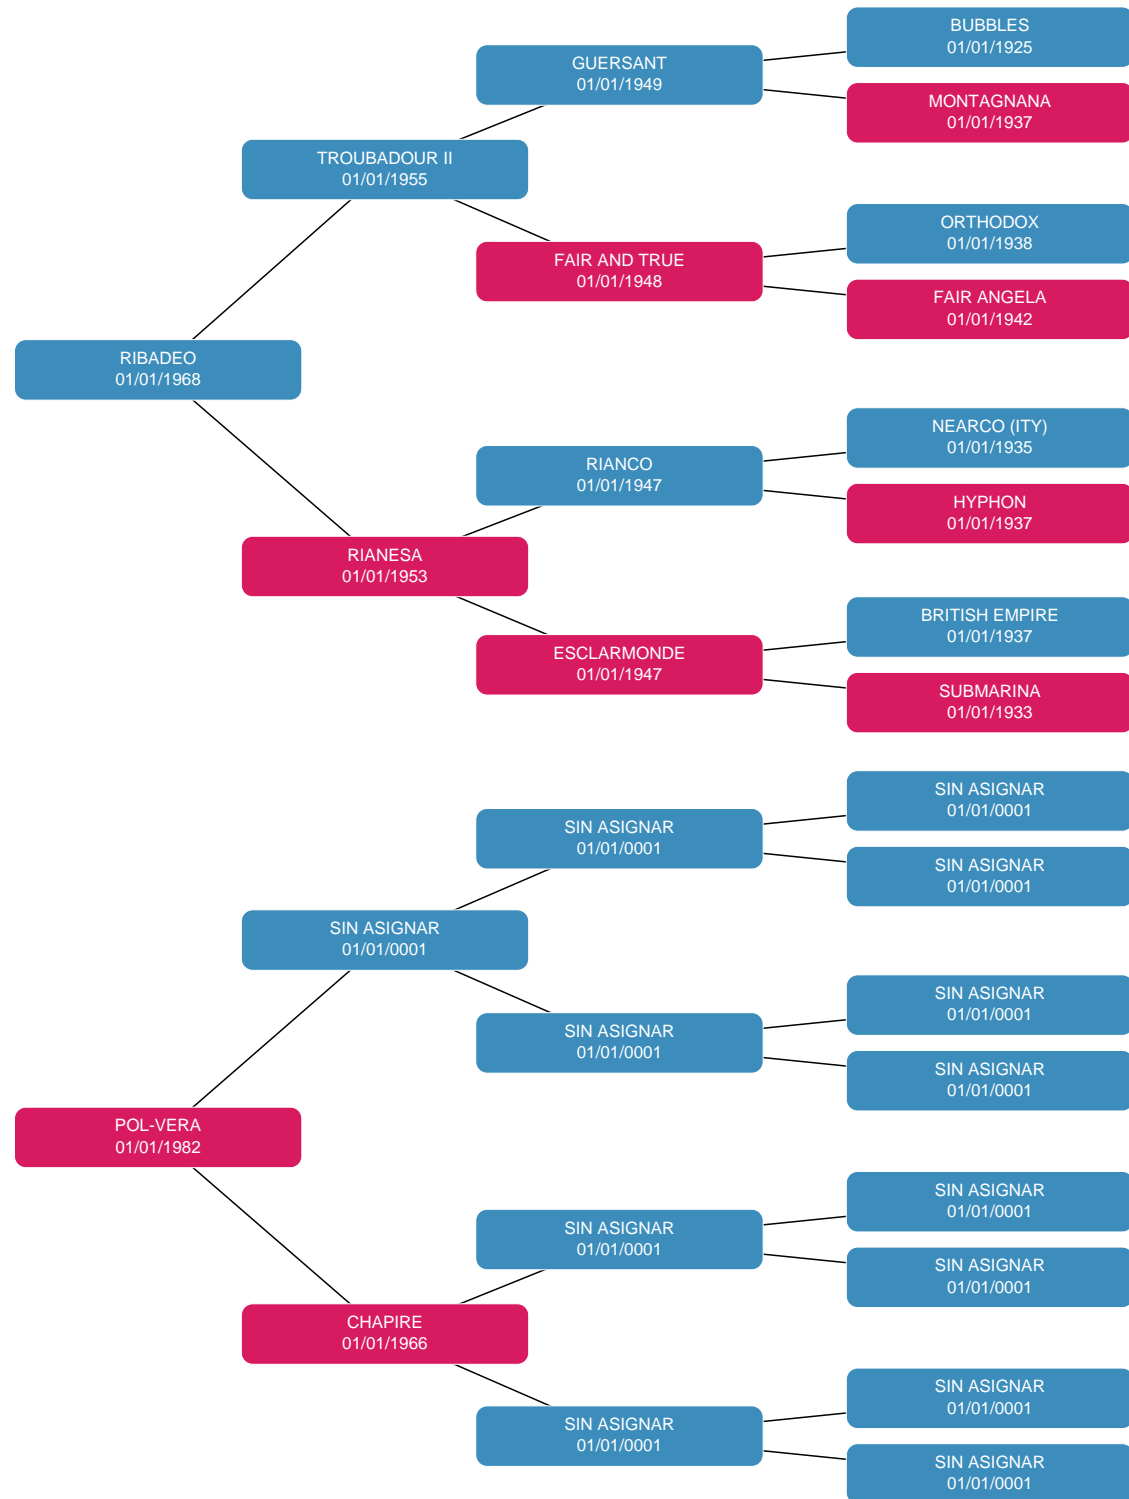 BUBBLES
01/01/1925
GUERSANT
01/01/1949
MONTAGNANA
01/01/1937
TROUBADOUR II
01/01/1955
ORTHODOX
01/01/1938
FAIR AND TRUE
01/01/1948
FAIR ANGELA
01/01/1942
RIBADEO
01/01/1968
NEARCO (ITY)
01/01/1935
RIANCO
01/01/1947
HYPHON
01/01/1937
RIANESA
01/01/1953
BRITISH EMPIRE
01/01/1937
ESCLARMONDE
01/01/1947
SUBMARINA
01/01/1933
SIN ASIGNAR
01/01/0001
SIN ASIGNAR
01/01/0001
SIN ASIGNAR
01/01/0001
SIN ASIGNAR
01/01/0001
SIN ASIGNAR
01/01/0001
SIN ASIGNAR
01/01/0001
SIN ASIGNAR
01/01/0001
POL-VERA
01/01/1982
SIN ASIGNAR
01/01/0001
SIN ASIGNAR
01/01/0001
SIN ASIGNAR
01/01/0001
CHAPIRE
01/01/1966
SIN ASIGNAR
01/01/0001
SIN ASIGNAR
01/01/0001
SIN ASIGNAR
01/01/0001